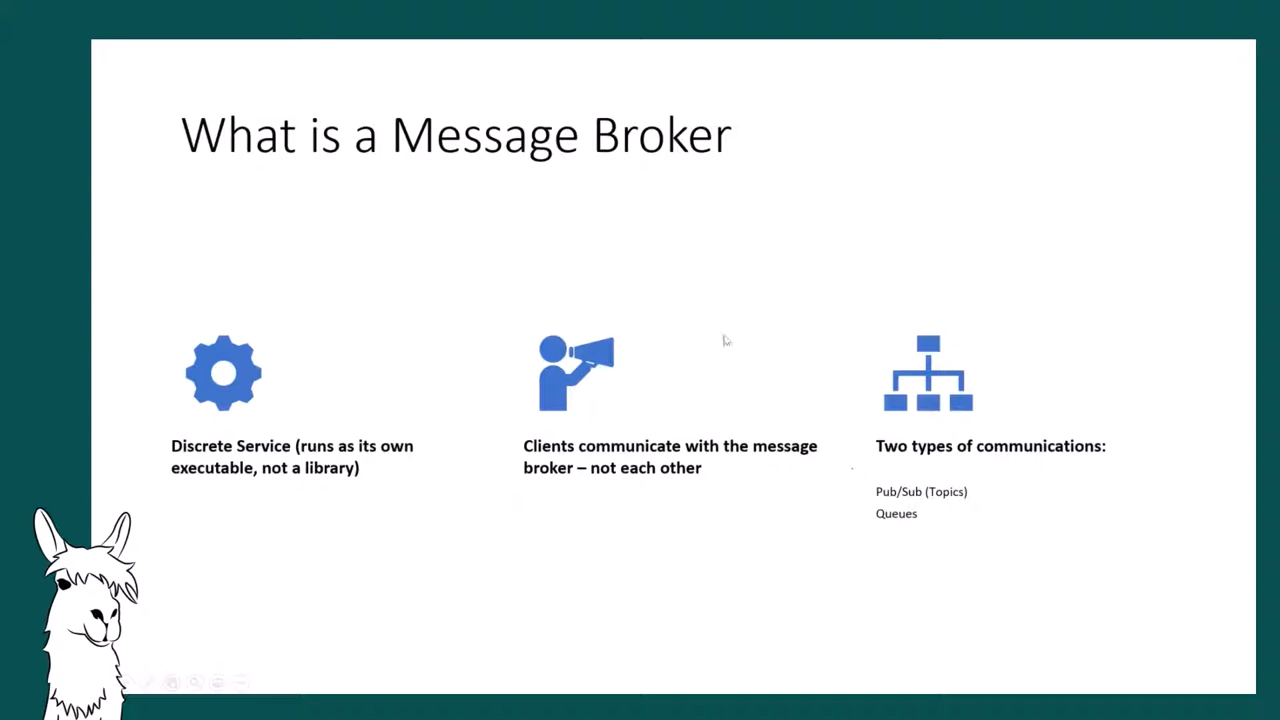 What is a Message Broker
Discrete Service (runs as its own
executable, not a library)
Clients communicate with the message
broker – not each other
Two types of communications:
Pub/Sub (Topics)
Queues